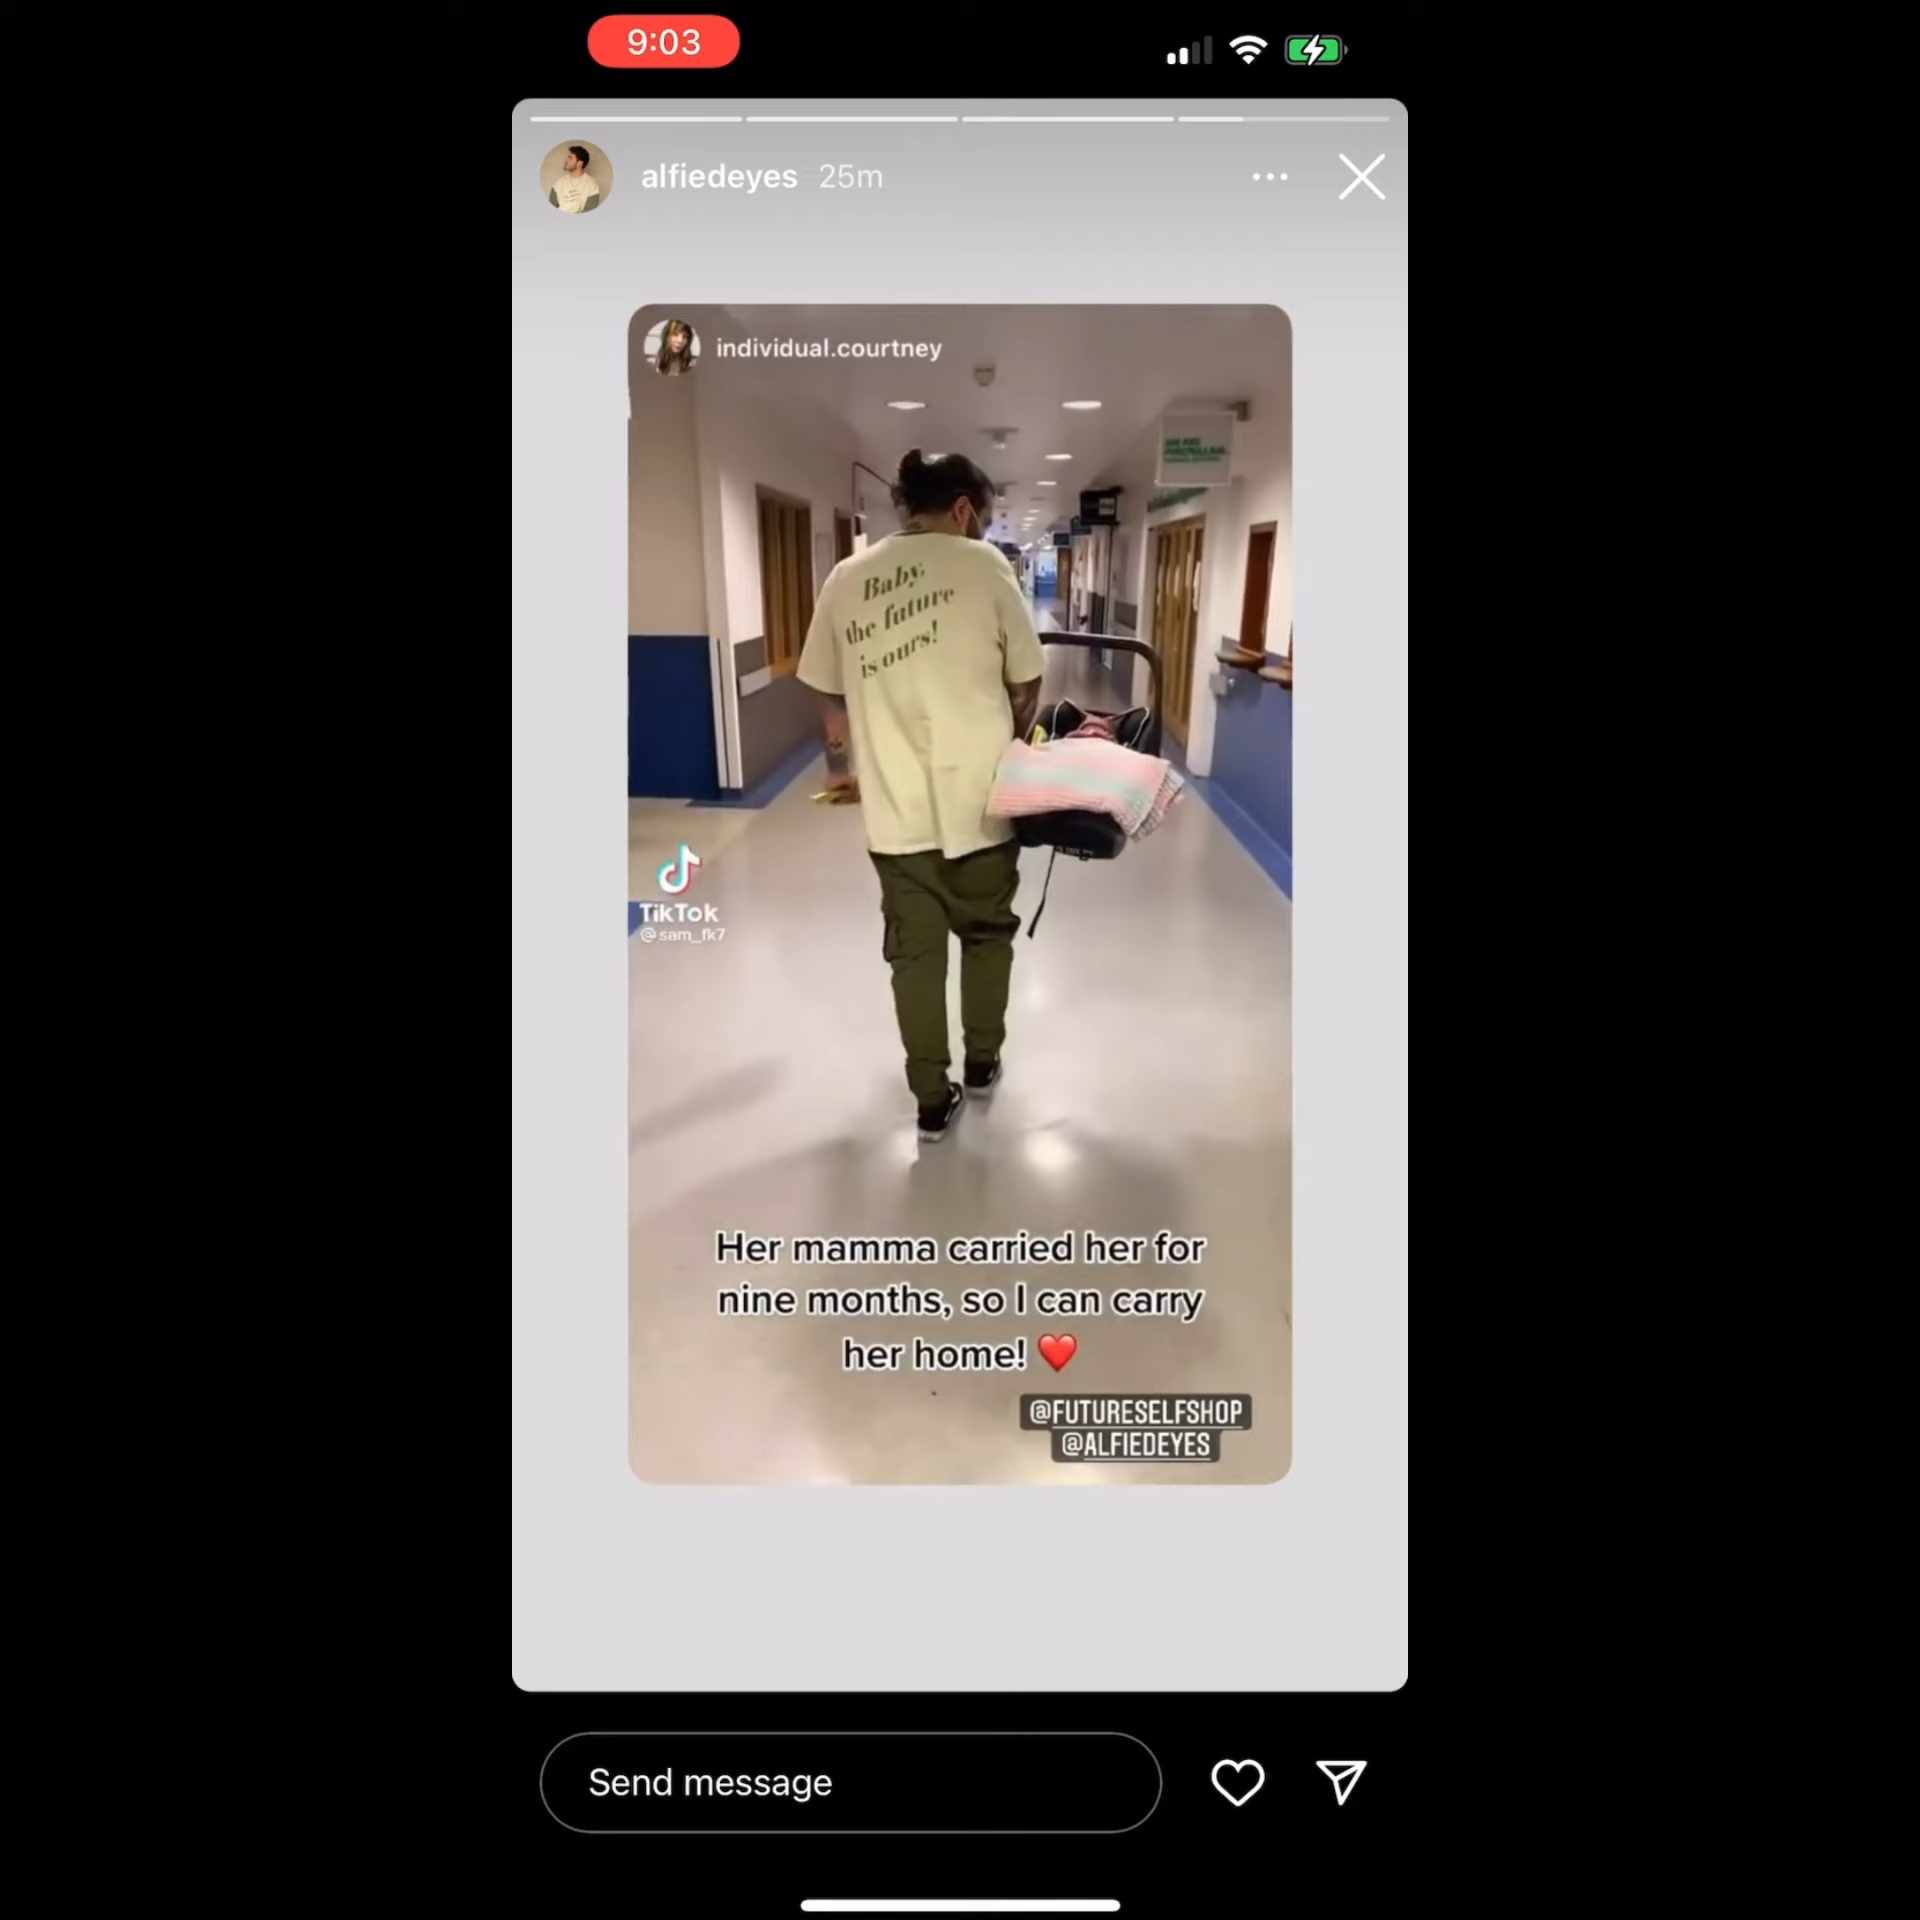 9:03
alfiedeyes 25m
individual.courtney
Baby,
the future
is ours!
TikTok
@sam_fk7
Her mamma carried her for
nine months, so I can carry
her home! ❤️
@FUTURESELFSHOP
@ALFIEDEYES
Send message